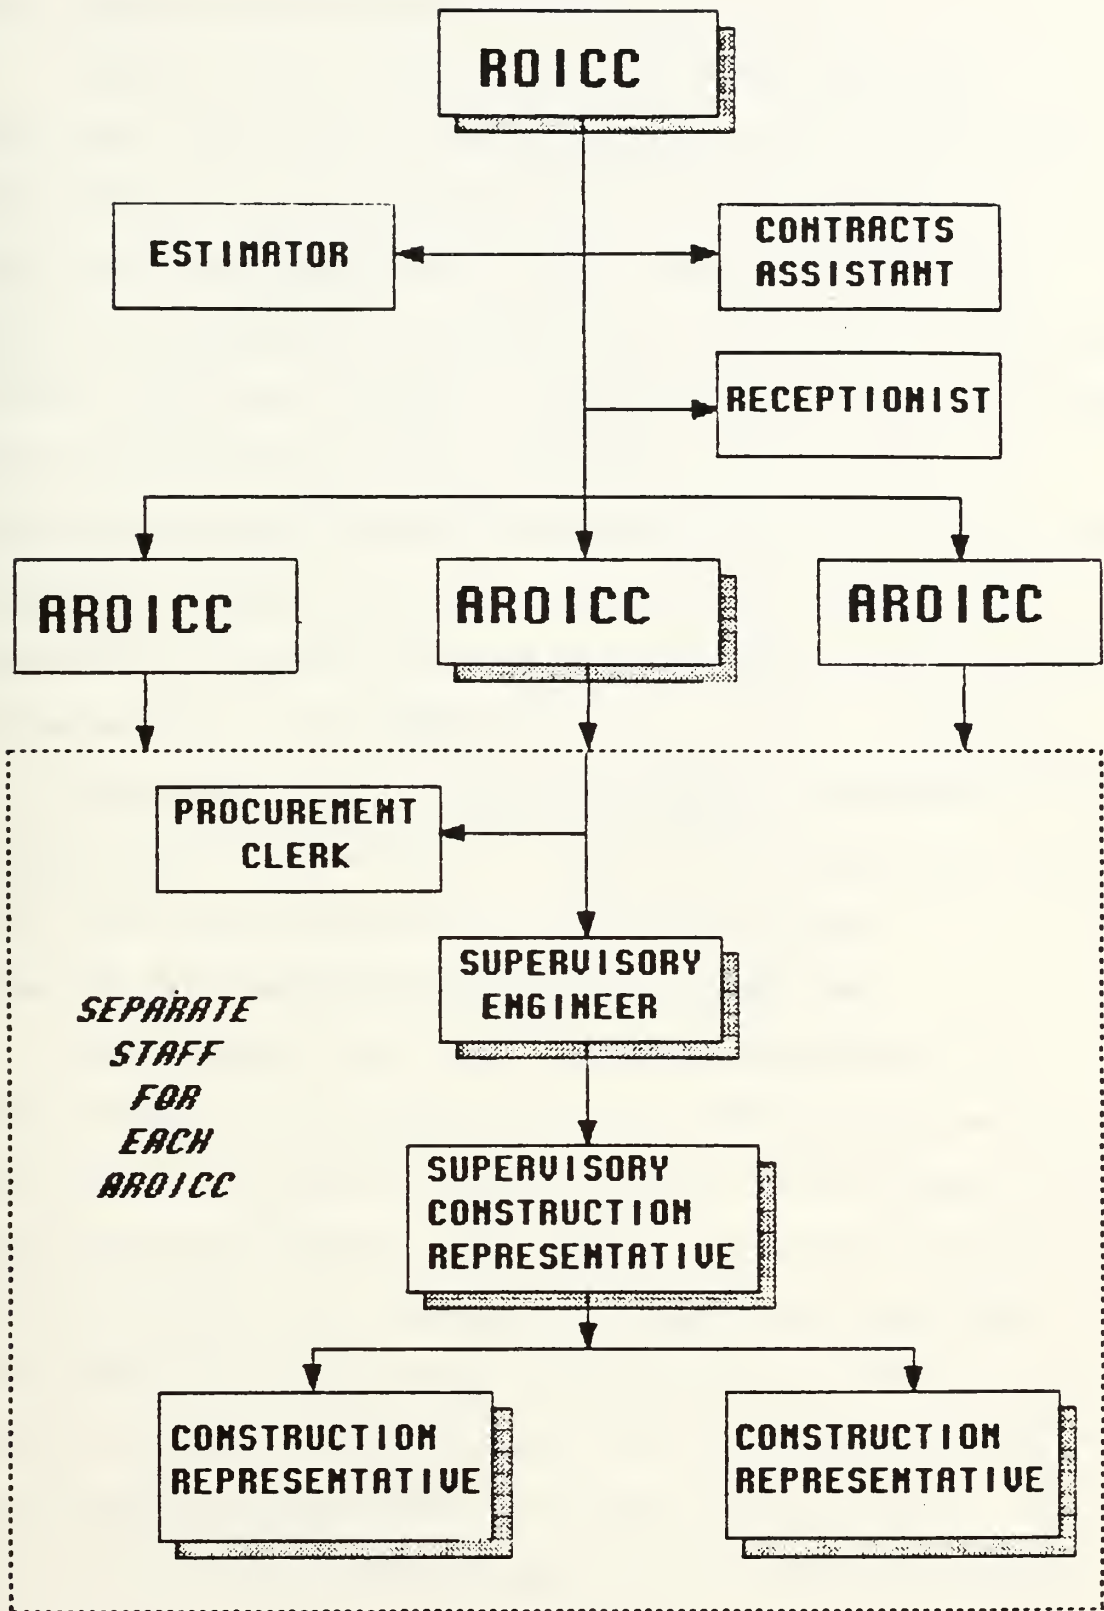 ROICC
ESTIMATOR
CONTRACTS
ASSISTANT
RECEPTIONIST
AROICC
AROICC
AROICC
PROCUREMENT
CLERK
SUPERVISORY
ENGINEER
SEPARATE
STAFF
FOR
EACH
AROICC
SUPERVISORY
CONSTRUCTION
REPRESENTATIVE
CONSTRUCTION
REPRESENTATIVE
CONSTRUCTION
REPRESENTATIVE